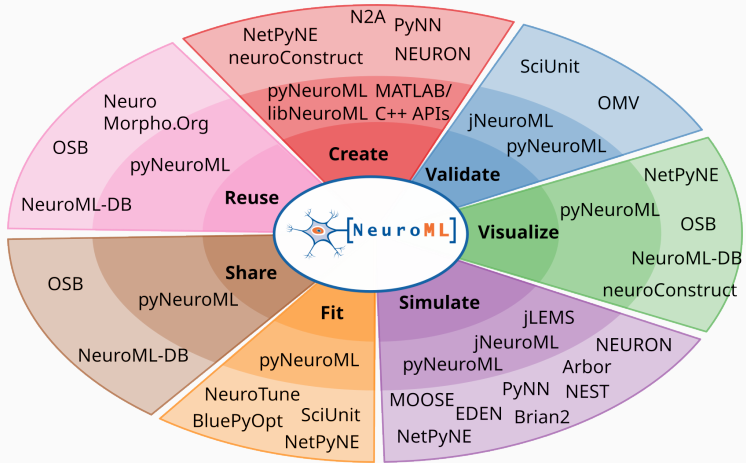 N2A
PyNN
NetPyNE
neuroConstruct
NEURON
pyNeuroML
MATLAB/
libNeuroML
C++ APIs
Create
SciUnit
OMV
jNeuroML
pyNeuroML
Validate
NetPyNE
pyNeuroML
OSB
Visualize
NeuroML-DB
neuroConstruct
Simulate
jLEMS
jNeuroML
pyNeuroML
NEURON
Arbor
PyNN
NEST
MOOSE
EDEN
Brian2
NetPyNE
Fit
pyNeuroML
NeuroTune
BluePyOpt
SciUnit
NetPyNE
Share
OSB
pyNeuroML
NeuroML-DB
Neuro
Morpho.Org
OSB
pyNeuroML
Reuse
NeuroML-DB
[NeuroML]